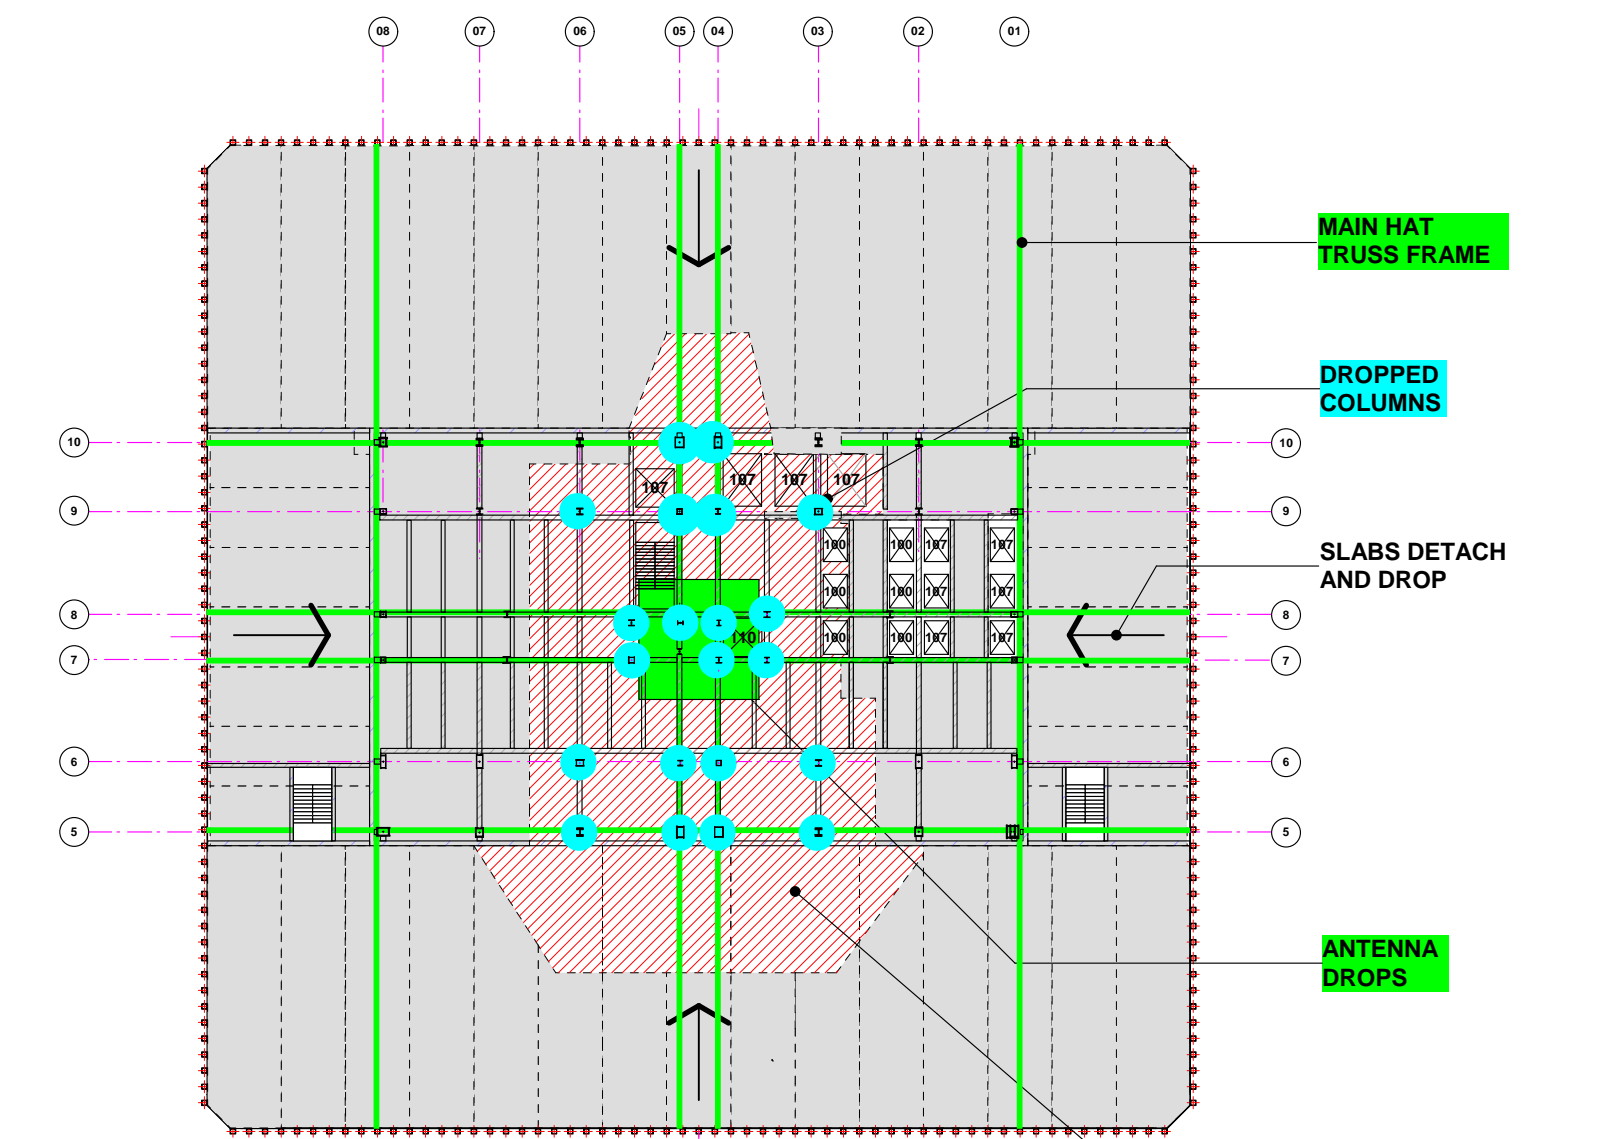 08 07 06 05 04 03 02 01
MAIN HAT
TRUSS FRAME
DROPPED
COLUMNS
10 10
107 107 107 107
9 9
100 100 107 107
SLABS DETACH
AND DROP
100 100 107 107
8 8
110
100 100 107 107
7 7
6 6
5 5
ANTENNA
DROPS